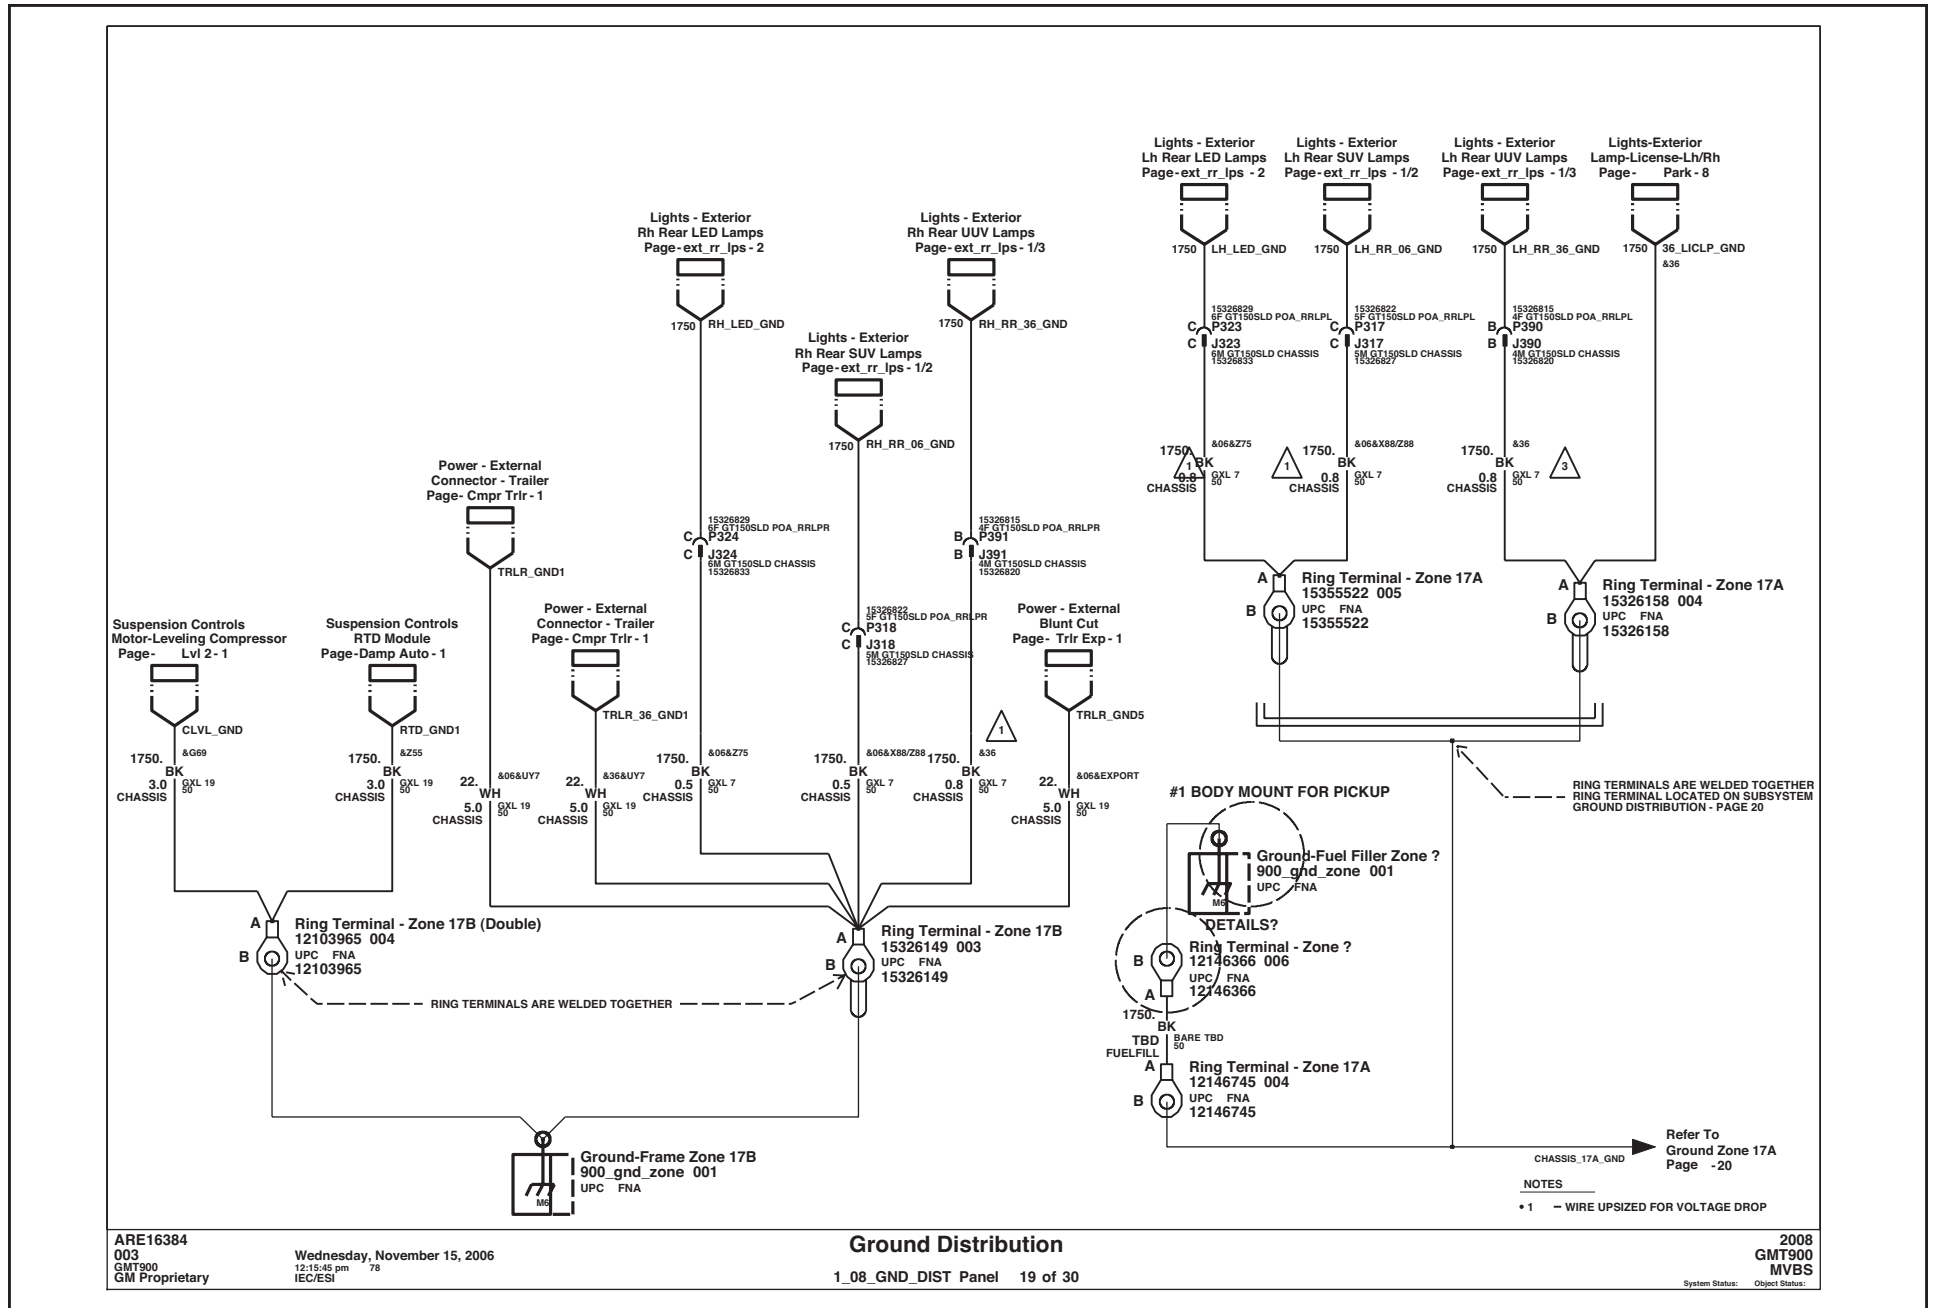 Lights - Exterior
Lh Rear LED Lamps
Page-ext_rr_lps - 2
Lights - Exterior
Lh Rear SUV Lamps
Page-ext_rr_lps - 1/2
Lights - Exterior
Lh Rear UUV Lamps
Page-ext_rr_lps - 1/3
Lights-Exterior
Lamp-License-Lh/Rh
Page- Park - 8
1750 LH_LED_GND
1750 LH_RR_06_GND
1750 LH_RR_36_GND
1750 36_LICLP_GND
&36
Lights - Exterior
Rh Rear LED Lamps
Page-ext_rr_lps - 2
1750 RH_LED_GND
Lights - Exterior
Rh Rear UUV Lamps
Page-ext_rr_lps - 1/3
1750 RH_RR_36_GND
Lights - Exterior
Rh Rear SUV Lamps
Page-ext_rr_lps - 1/2
1750 RH_RR_06_GND
15326829
6F GT150SLD POA_RRLPL
C P323
C J323
6M GT150SLD CHASSIS
15326833
15326822
5F GT150SLD POA_RRLPL
C P317
C J317
5M GT150SLD CHASSIS
15326827
15326815
4F GT150SLD POA_RRLPL
B P390
B J390
4M GT150SLD CHASSIS
15326820
1750. &06&Z75
1 BK
0.8 GXL 7
CHASSIS 50
1
1750. &06&X88/Z88
BK
0.8 GXL 7
CHASSIS 50
1750. &36
BK
0.8 GXL 7
CHASSIS 50
3
Power - External
Connector - Trailer
Page- Cmpr Trlr - 1
TRLR_GND1
15326829
6F GT150SLD POA_RRLPR
C P324
C J324
6M GT150SLD CHASSIS
15326833
15326815
4F GT150SLD POA_RRLPR
B P391
B J391
4M GT150SLD CHASSIS
15326820
15326822
5F GT150SLD POA_RRLPR
C P318
C J318
5M GT150SLD CHASSIS
15326827
A Ring Terminal - Zone 17A
15355522 005
B UPC FNA
15355522
A Ring Terminal - Zone 17A
15326158 004
B UPC FNA
15326158
Suspension Controls
Motor-Leveling Compressor
Page- Lvl 2 - 1
CLVL_GND
Suspension Controls
RTD Module
Page-Damp Auto - 1
RTD_GND1
Power - External
Connector - Trailer
Page- Cmpr Trlr - 1
TRLR_36_GND1
Power - External
Blunt Cut
Page- Trlr Exp - 1
TRLR_GND5
1
1750. &G69
BK
3.0 GXL 19
CHASSIS 50
1750. &Z55
BK
3.0 GXL 19
CHASSIS 50
22. &06&UY7
WH
5.0 GXL 19
CHASSIS 50
22. &36&UY7
WH
5.0 GXL 19
CHASSIS 50
1750. &06&Z75
BK
0.5 GXL 7
CHASSIS 50
1750. &06&X88/Z88
BK
0.5 GXL 7
CHASSIS 50
1750. &36
BK
0.8 GXL 7
CHASSIS 50
22. &06&EXPORT
WH
5.0 GXL 19
CHASSIS 50
RING TERMINALS ARE WELDED TOGETHER
RING TERMINAL LOCATED ON SUBSYSTEM
GROUND DISTRIBUTION - PAGE 20
#1 BODY MOUNT FOR PICKUP
Ground-Fuel Filler Zone ?
900_gnd_zone 001
UPC FNA
M6
DETAILS?
A Ring Terminal - Zone 17B (Double)
12103965 004
B UPC FNA
12103965
A Ring Terminal - Zone 17B
15326149 003
B UPC FNA
15326149
RING TERMINALS ARE WELDED TOGETHER
Ring Terminal - Zone ?
B 12146366 006
UPC FNA
A 12146366
1750.
BK
TBD BARE TBD
FUELFILL 50
A Ring Terminal - Zone 17A
12146745 004
B UPC FNA
12146745
Ground-Frame Zone 17B
900_gnd_zone 001
UPC FNA
M6
CHASSIS_17A_GND
Refer To
Ground Zone 17A
Page - 20
NOTES
• 1 – WIRE UPSIZED FOR VOLTAGE DROP
ARE16384
003
GMT900
GM Proprietary
Wednesday, November 15, 2006
12:15:45 pm 78
IEC/ESI
Ground Distribution
1_08_GND_DIST Panel 19 of 30
2008
GMT900
MVBS
System Status: Object Status: